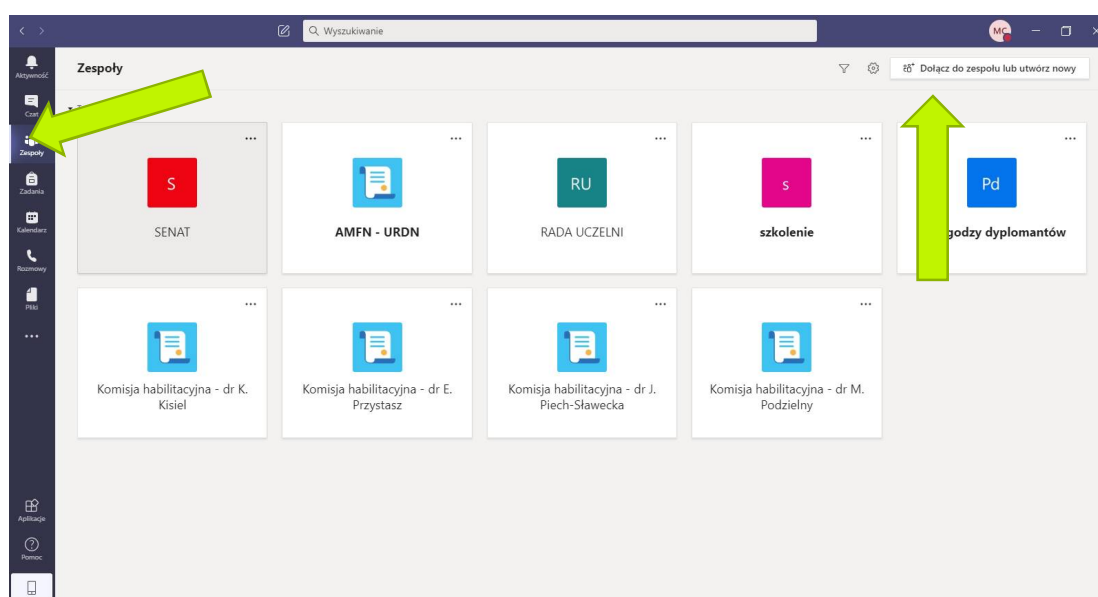 Wyszukiwanie
MC
Aktywność
Zespoły
Dołącz do zespołu lub utwórz nowy
Czat
Zespoły
Zadania
Kalendarz
Rozmowy
Pliki
S
SENAT
AMFN - URDN
RU
RADA UCZELNI
s
szkolenie
Pd
godzy dyplomantów
Komisja habilitacyjna - dr K.
Kisiel
Komisja habilitacyjna - dr E.
Przystasz
Komisja habilitacyjna - dr J.
Piech-Sławecka
Komisja habilitacyjna - dr M.
Podzielny
Aplikacje
Pomoc